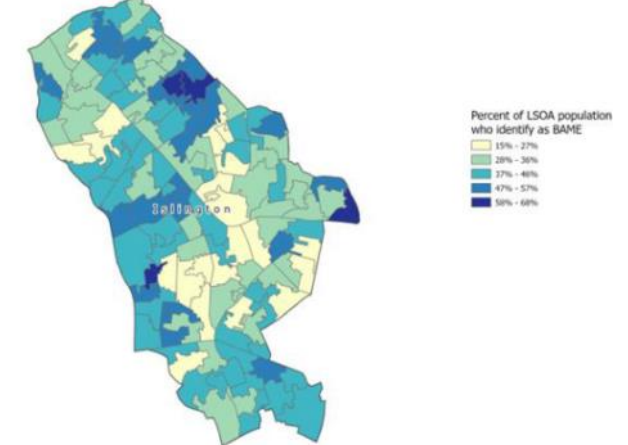 Percent of LSOA population
who identify as BAME
15% - 27%
28% - 36%
37% - 46%
47% - 57%
58% - 68%
Islington